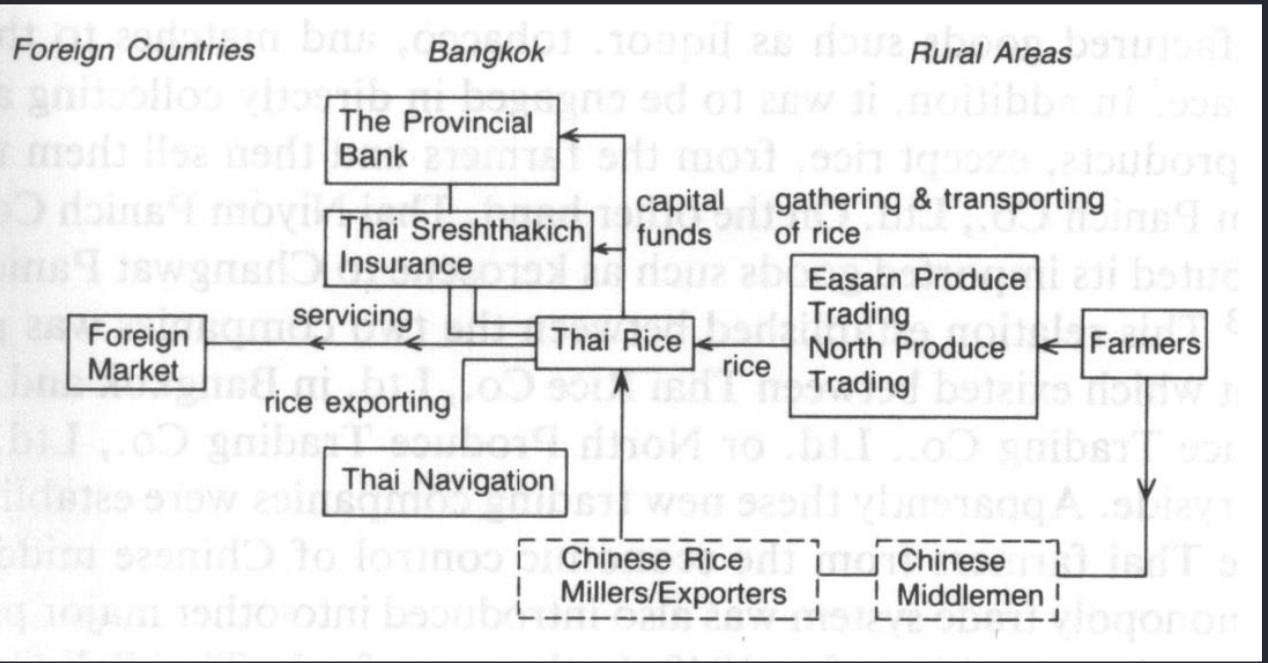 Foreign Countries
Bangkok
Rural Areas
The Provincial
Bank
capital
funds
gathering & transporting
of rice
Thai Sreshthakich
Insurance
Easarn Produce
Trading
North Produce
Trading
servicing
Foreign
Market
Thai Rice
rice
Farmers
rice exporting
Thai Navigation
Chinese Rice
Millers/Exporters
Chinese
Middlemen